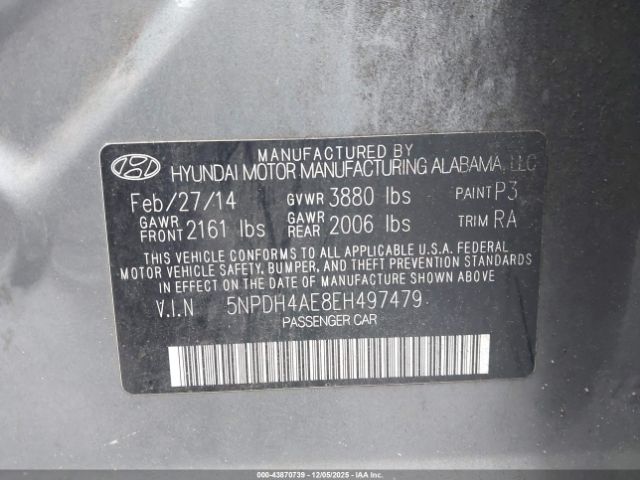 MANUFACTURED BY
HYUNDAI MOTOR MANUFACTURING ALABAMA, LLC
Feb/27/14 GVWR 3880 lbs PAINT P3
GAWR FRONT 2161 lbs GAWR REAR 2006 lbs TRIM RA
THIS VEHICLE CONFORMS TO ALL APPLICABLE U.S.A. FEDERAL
MOTOR VEHICLE SAFETY, BUMPER, AND THEFT PREVENTION STANDARDS
IN EFFECT ON THE DATE OF MANUFACTURE SHOWN ABOVE
V.I.N 5NPDH4AE8EH497479
PASSENGER CAR
000-43870739 - 12/05/2025 - COPYRIGHT IAA, LLC.